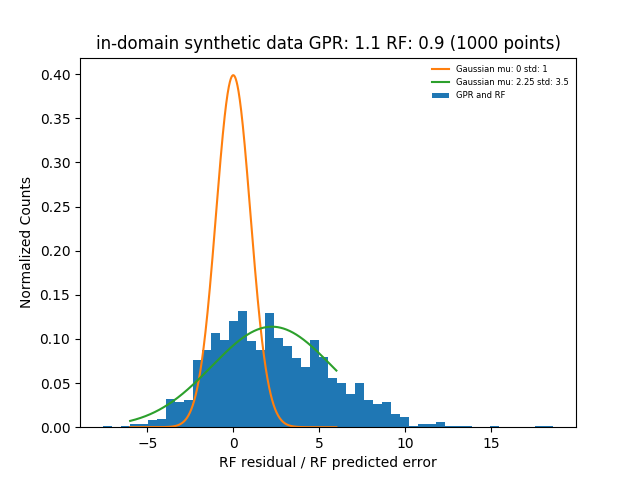 in-domain synthetic data GPR: 1.1 RF: 0.9 (1000 points)
Gaussian mu: 0 std: 1
Gaussian mu: 2.25 std: 3.5
GPR and RF
Normalized Counts
0.40
0.35
0.30
0.25
0.20
0.15
0.10
0.05
0.00
−5 0 5 10 15
RF residual / RF predicted error